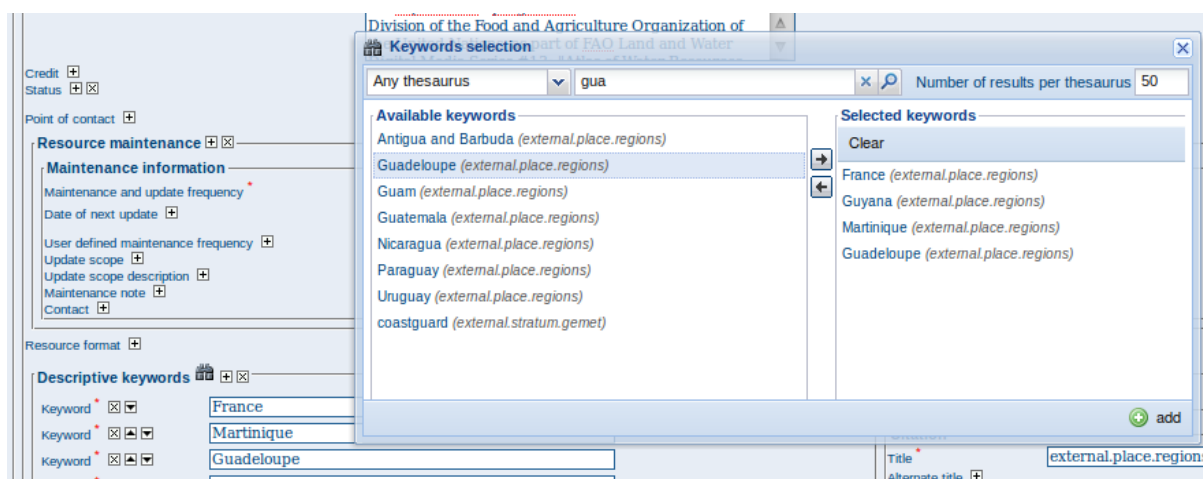 Division of the Food and Agriculture Organization of
part of FAO Land and Water
Keywords selection
Credit
Status
Any thesaurus
gua
Number of results per thesaurus 50
Point of contact
Resource maintenance
Maintenance information
Maintenance and update frequency *
Date of next update
User defined maintenance frequency
Update scope
Update scope description
Maintenance note
Contact
Resource format
Available keywords
Antigua and Barbuda (external.place.regions)
Guadeloupe (external.place.regions)
Guam (external.place.regions)
Guatemala (external.place.regions)
Nicaragua (external.place.regions)
Paraguay (external.place.regions)
Uruguay (external.place.regions)
coastguard (external.stratum.gemet)
Selected keywords
Clear
France (external.place.regions)
Guyana (external.place.regions)
Martinique (external.place.regions)
Guadeloupe (external.place.regions)
add
Descriptive keywords
Keyword * France
Keyword * Martinique
Keyword * Guadeloupe
Title * external.place.regions
Alternate title